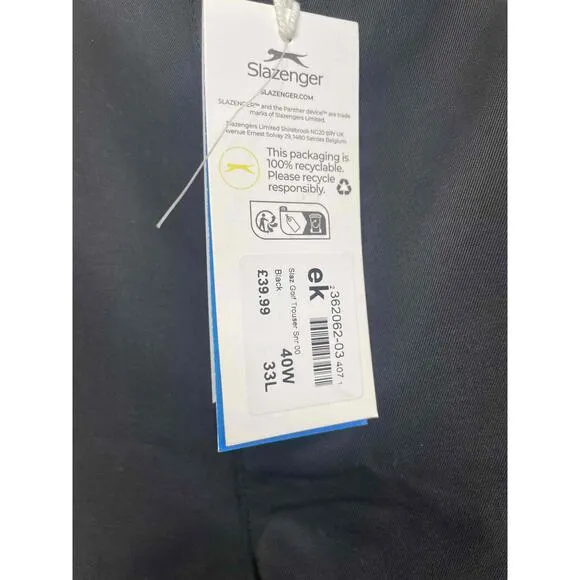 Slazenger
SLAZENGER.COM
SLAZENGER™ and the Panther device™ are trade
marks of Slazengers Limited.
Slazengers Limited Shirebrook NG20 8RY UK
Avenue Ernest Solvay 29, 1480 Saintes Belgium
This packaging is
100% recyclable.
Please recycle
responsibly.
ek
2 362062-03 407 1
Slaz Golf Trouser Snr 00
Black
£39.99
40W
33L